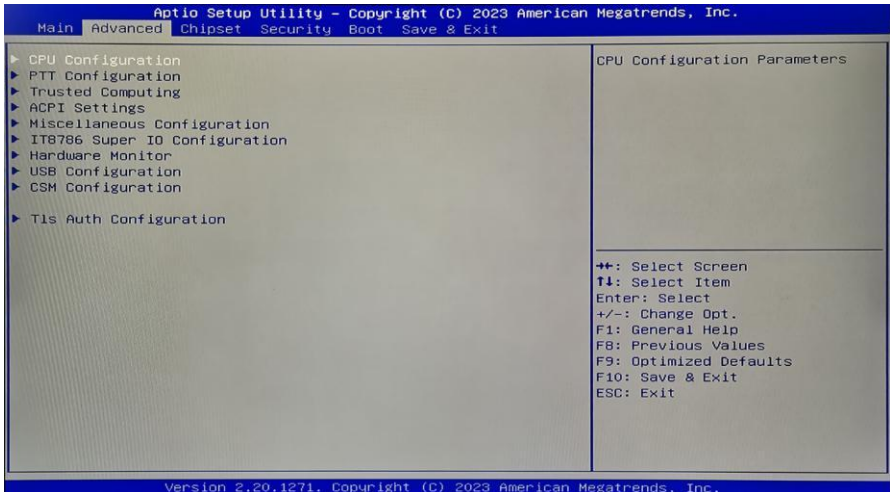 Aptio Setup Utility - Copyright (C) 2023 American Megatrends, Inc.
Main Advanced Chipset Security Boot Save & Exit
▶ CPU Configuration
▶ PTT Configuration
▶ Trusted Computing
▶ ACPI Settings
▶ Miscellaneous Configuration
▶ IT8786 Super IO Configuration
▶ Hardware Monitor
▶ USB Configuration
▶ CSM Configuration
▶ Tls Auth Configuration
CPU Configuration Parameters
→←: Select Screen
↑↓: Select Item
Enter: Select
+/-: Change Opt.
F1: General Help
F8: Previous Values
F9: Optimized Defaults
F10: Save & Exit
ESC: Exit
Version 2.20.1271. Copyright (C) 2023 American Megatrends, Inc.